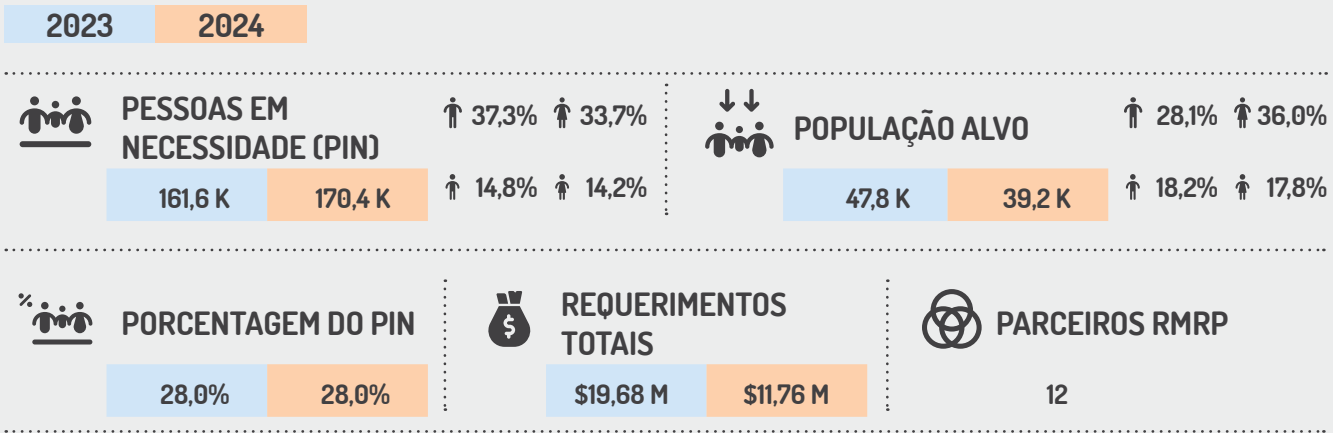 2023 2024
PESSOAS EM
NECESSIDADE (PIN)
161,6 K 170,4 K
37,3% 33,7%
14,8% 14,2%
POPULAÇÃO ALVO
47,8 K 39,2 K
28,1% 36,0%
18,2% 17,8%
% PORCENTAGEM DO PIN
28,0% 28,0%
$ REQUERIMENTOS
TOTAIS
$19,68 M $11,76 M
PARCEIROS RMRP
12